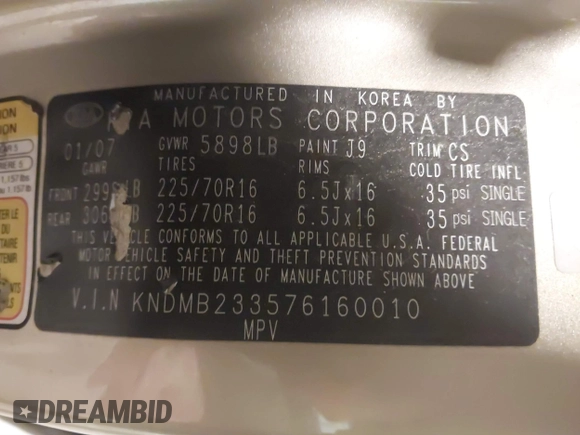 MANUFACTURED IN KOREA BY
KIA MOTORS CORPORATION
01/07 GVWR 5898LB PAINT J9 TRIM CS
GAWR TIRES RIMS COLD TIRE INFL.
FRONT 225/70R16 6.5Jx16 35 psi SINGLE
REAR 225/70R16 6.5Jx16 35 psi SINGLE
THIS VEHICLE CONFORMS TO ALL APPLICABLE U.S.A. FEDERAL
MOTOR VEHICLE SAFETY AND THEFT PREVENTION STANDARDS
IN EFFECT ON THE DATE OF MANUFACTURE SHOWN ABOVE
V.I.N KNDMB233576160010
MPV
DREAMBID